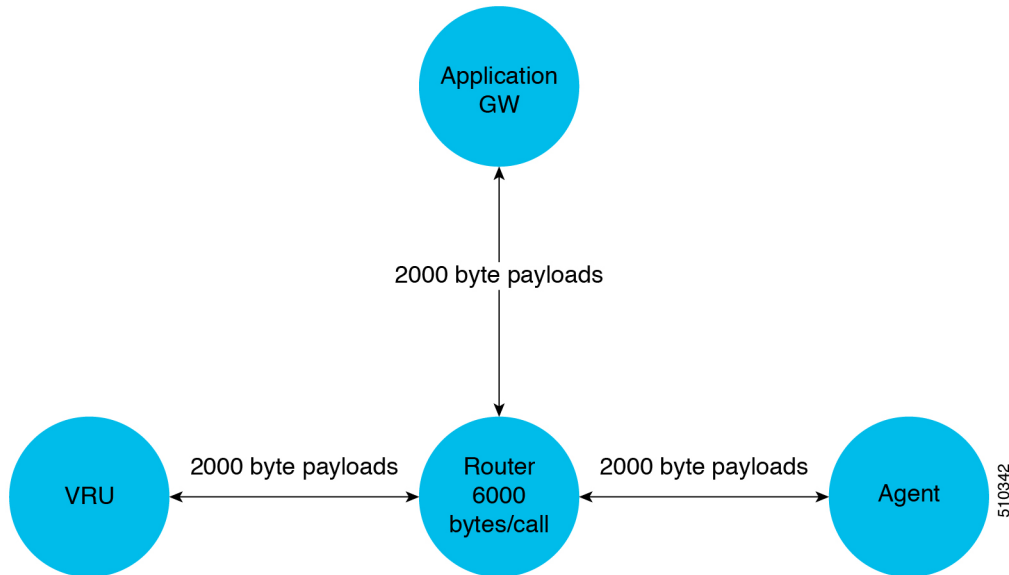 Application
GW
2000 byte payloads
2000 byte payloads
2000 byte payloads
VRU
Router
6000
bytes/call
Agent
510342